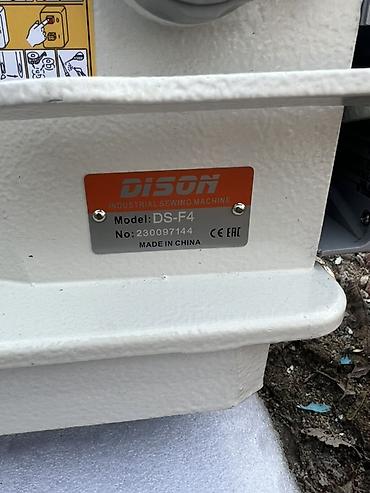 DISON
INDUSTRIAL SEWING MACHINE
Model: DS-F4
No: 230097144 CE EAC
MADE IN CHINA